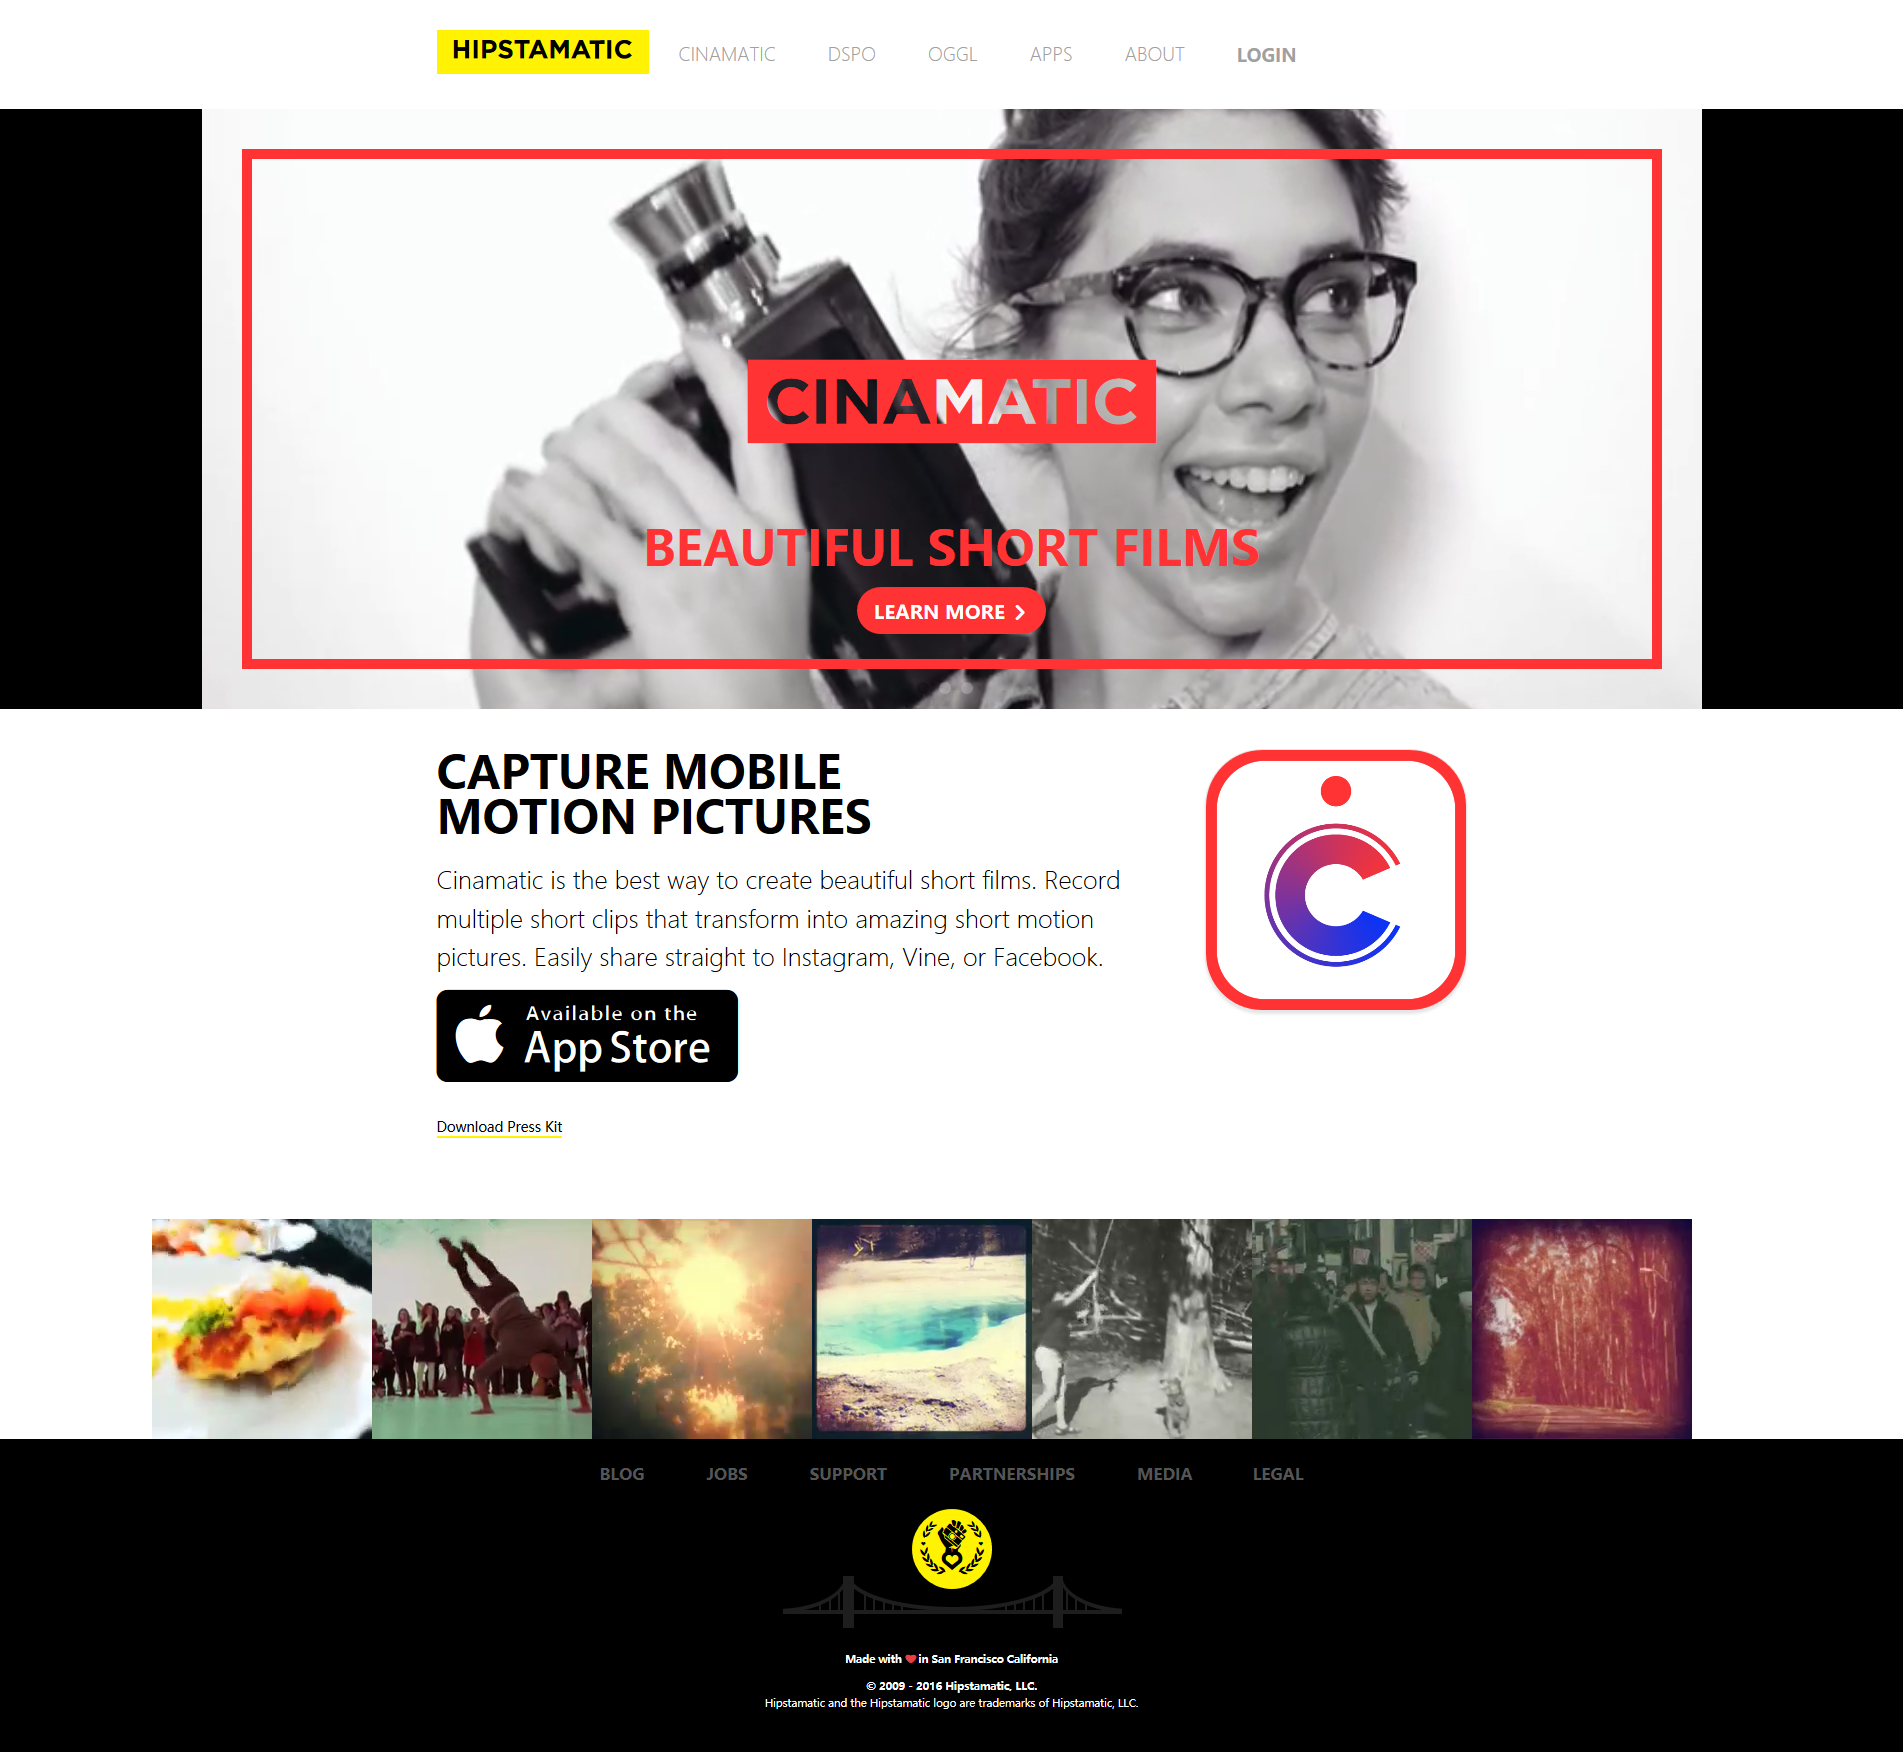 HIPSTAMATIC
CINAMATIC DSPO OGGL APPS ABOUT LOGIN
CINAMATIC
BEAUTIFUL SHORT FILMS
LEARN MORE
CAPTURE MOBILE
MOTION PICTURES
Cinamatic is the best way to create beautiful short films. Record
multiple short clips that transform into amazing short motion
pictures. Easily share straight to Instagram, Vine, or Facebook.
Available on the
App Store
Download Press Kit
BLOG JOBS SUPPORT PARTNERSHIPS MEDIA LEGAL
Made with ❤ in San Francisco California
© 2009 - 2016 Hipstamatic, LLC.
Hipstamatic and the Hipstamatic logo are trademarks of Hipstamatic, LLC.